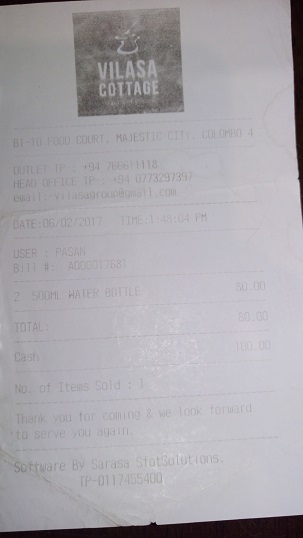 VILASA
COTTAGE
B1-10 FOOD COURT, MAJESTIC CITY, COLOMBO 4
OUTLET TP : +94 766611118
HEAD OFFICE TP : +94 0773297397
email: vilasagroup@gmail.com
DATE:06/02/2017 TIME:1:43:04 PM
USER : PASAN
Bill #: A00017681
2 500ML WATER BOTTLE 80.00
TOTAL: 80.00
Cash 100.00
No. of Items Sold : 1
Thank you for coming & we look forward
to serve you again.
Software By Sarasa SfotSolutions.
TP-0117455400